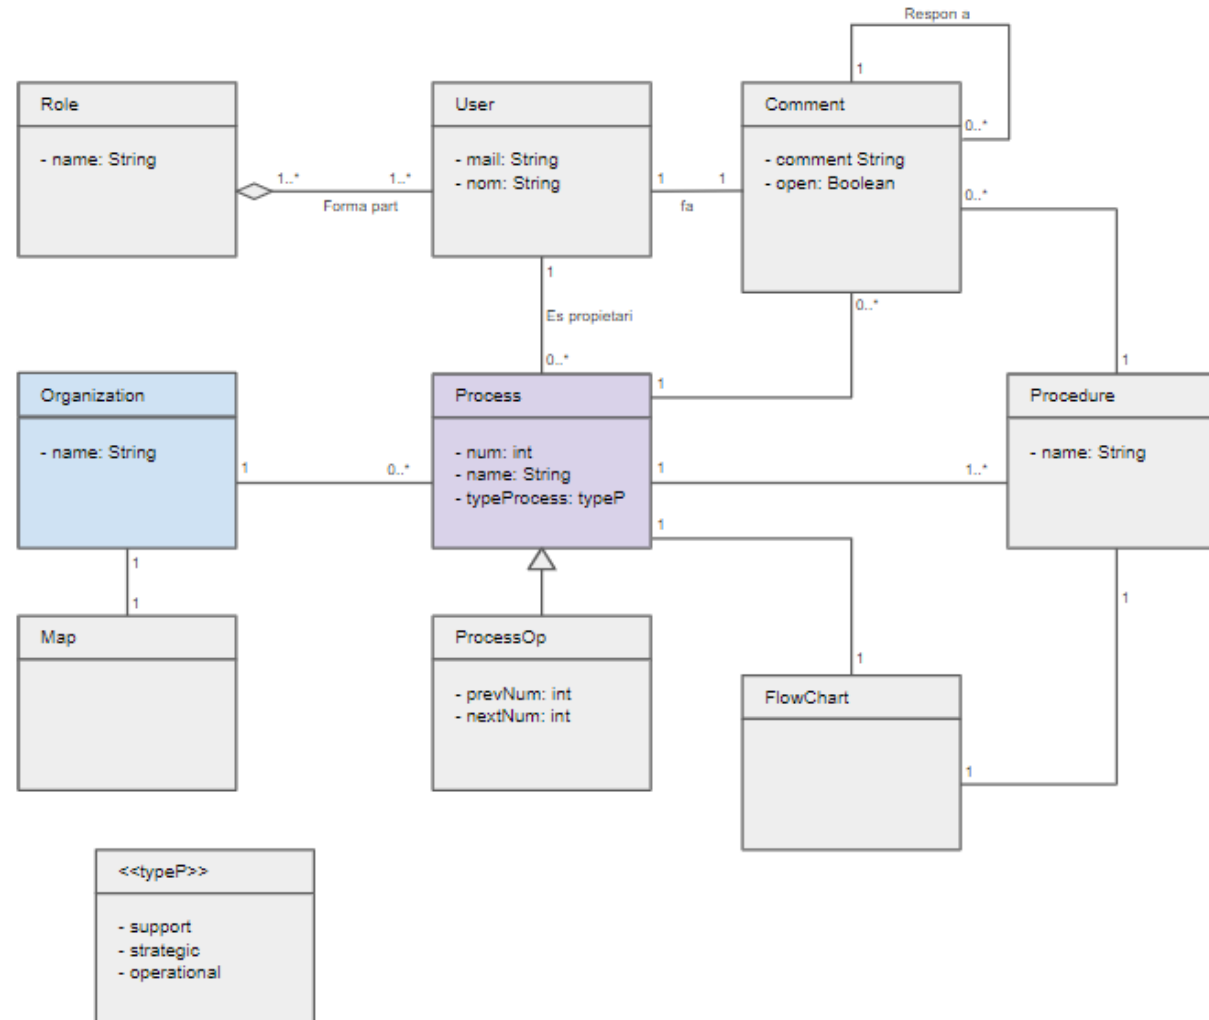 Respon a
1
0..*
Role
- name: String
1..*
1..*
Forma part
User
- mail: String
- nom: String
1
1
fa
Comment
- comment String
- open: Boolean
0..*
1
Es propietari
0..*
0..*
1
1
Organization
- name: String
1
0..*
Process
- num: int
- name: String
- typeProcess: typeP
1
1..*
1
Procedure
- name: String
1
1
1
Map
ProcessOp
- prevNum: int
- nextNum: int
1
FlowChart
1
<<typeP>>
- support
- strategic
- operational